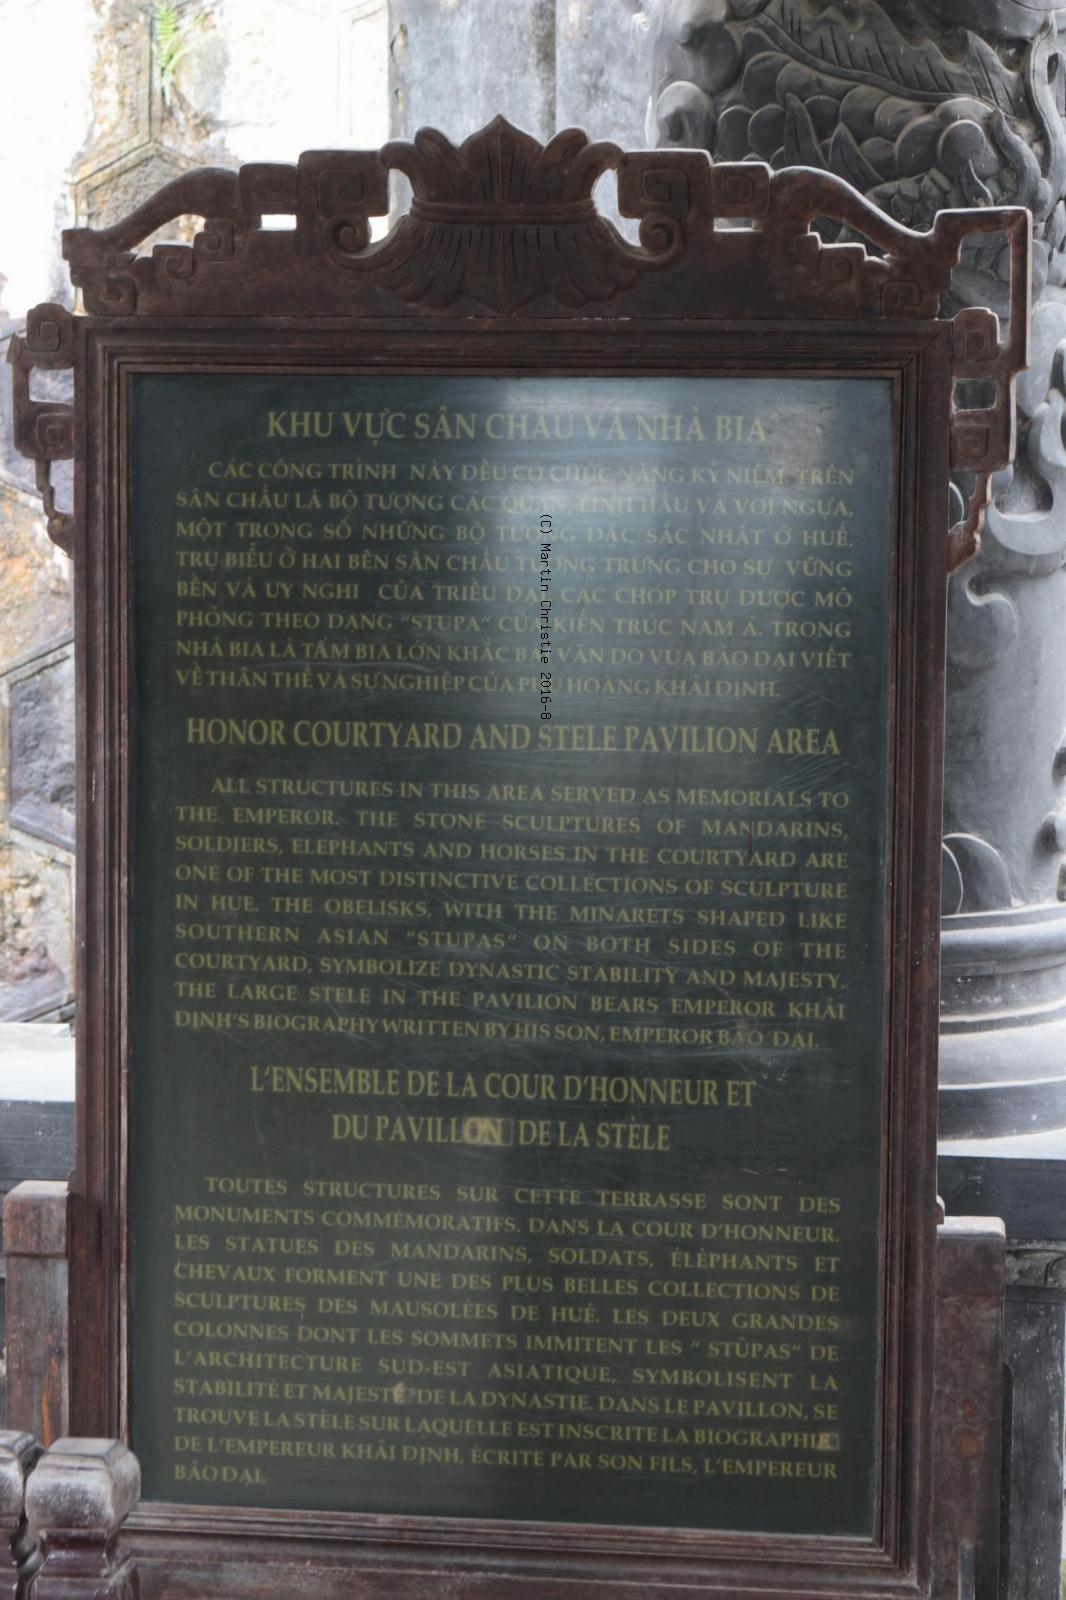 KHU VỰC SÂN CHẦU VÀ NHÀ BIA
CÁC CÔNG TRÌNH NÀY ĐỀU CÓ CHỨC NĂNG KỶ NIỆM. TRÊN
SÂN CHẦU LÀ BỘ TƯỢNG CÁC QUAN, LÍNH HẦU VÀ VOI NGỰA,
MỘT TRONG SỐ NHỮNG BỘ TƯỢNG ĐẶC SẮC NHẤT Ở HUẾ.
TRỤ BIỂU Ở HAI BÊN SÂN CHẦU TƯỢNG TRƯNG CHO SỰ VỮNG
BỀN VÀ UY NGHI CỦA TRIỀU ĐẠI. CÁC CHÓP TRỤ ĐƯỢC MÔ
PHỎNG THEO DẠNG "STUPA" CỦA KIẾN TRÚC NAM Á. TRONG
NHÀ BIA LÀ TẤM BIA LỚN KHẮC BÀI VĂN DO VUA BẢO ĐẠI VIẾT
VỀ THÂN THẾ VÀ SỰ NGHIỆP CỦA PHỤ HOÀNG KHẢI ĐỊNH.
HONOR COURTYARD AND STELE PAVILION AREA
ALL STRUCTURES IN THIS AREA SERVED AS MEMORIALS TO
THE EMPEROR. THE STONE SCULPTURES OF MANDARINS,
SOLDIERS, ELEPHANTS AND HORSES IN THE COURTYARD ARE
ONE OF THE MOST DISTINCTIVE COLLECTIONS OF SCULPTURE
IN HUE. THE OBELISKS, WITH THE MINARETS SHAPED LIKE
SOUTHERN ASIAN "STUPAS" ON BOTH SIDES OF THE
COURTYARD, SYMBOLIZE DYNASTIC STABILITY AND MAJESTY.
THE LARGE STELE IN THE PAVILION BEARS EMPEROR KHẢI
ĐỊNH'S BIOGRAPHY WRITTEN BY HIS SON, EMPEROR BẢO ĐẠI.
L'ENSEMBLE DE LA COUR D'HONNEUR ET
DU PAVILLON DE LA STÈLE
TOUTES STRUCTURES SUR CETTE TERRASSE SONT DES
MONUMENTS COMMÉMORATIFS. DANS LA COUR D'HONNEUR.
LES STATUES DES MANDARINS, SOLDATS, ÉLÉPHANTS ET
CHEVAUX FORMENT UNE DES PLUS BELLES COLLECTIONS DE
SCULPTURES DES MAUSOLÉES DE HUÉ. LES DEUX GRANDES
COLONNES DONT LES SOMMETS IMMITENT LES " STÛPAS" DE
L'ARCHITECTURE SUD-EST ASIATIQUE, SYMBOLISENT LA
STABILITÉ ET MAJESTÉ DE LA DYNASTIE. DANS LE PAVILLON, SE
TROUVE LA STÈLE SUR LAQUELLE EST INSCRITE LA BIOGRAPHIE
DE L'EMPEREUR KHẢI ĐỊNH, ÉCRITE PAR SON FILS, L'EMPEREUR
BẢO ĐẠI.
(C) Martin Christie 2016-8